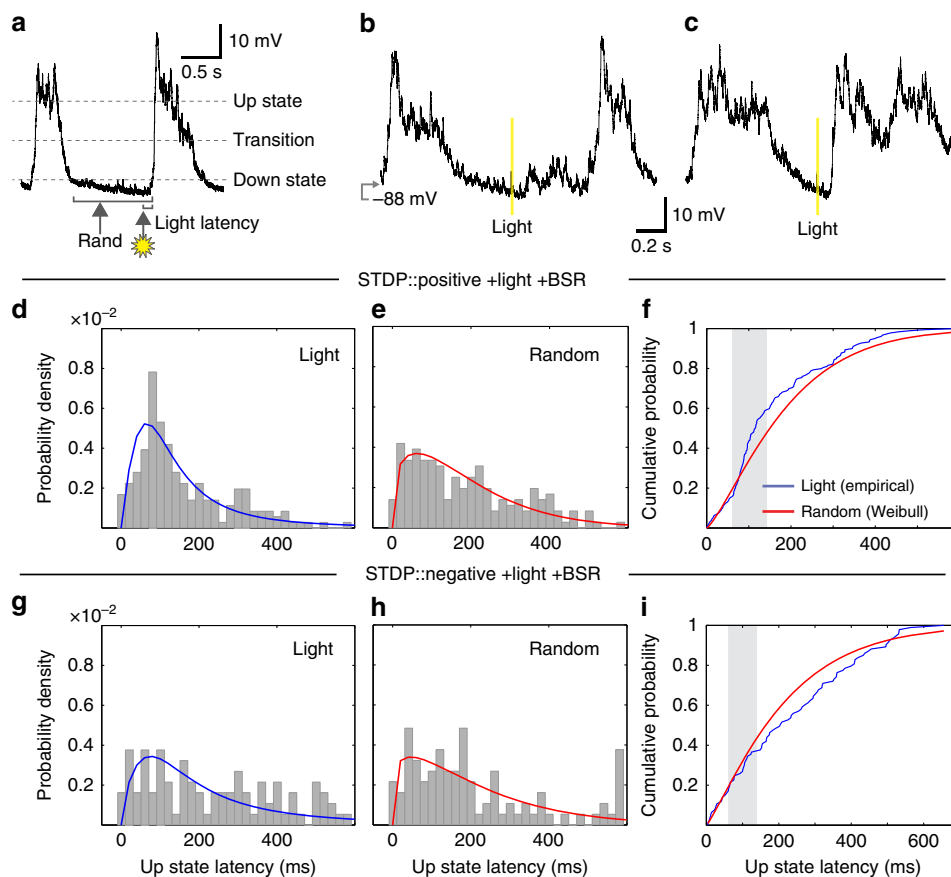 a
10 mV
0.5 s
Up state
Transition
Down state
Rand
Light latency
b
−88 mV
Light
10 mV
0.2 s
c
Light
STDP::positive +light +BSR
d
×10−2
Light
Probability density
0.8
0.6
0.4
0.2
0
200
400
e
Random
0
200
400
f
Cumulative probability
1
0.8
0.6
0.4
0.2
Light (empirical)
Random (Weibull)
0
200
400
STDP::negative +light +BSR
g
×10−2
Light
Probability density
0.8
0.6
0.4
0.2
0
200
400
Up state latency (ms)
h
Random
0
200
400
Up state latency (ms)
i
Cumulative probability
1
0.8
0.6
0.4
0.2
0
200
400
600
Up state latency (ms)